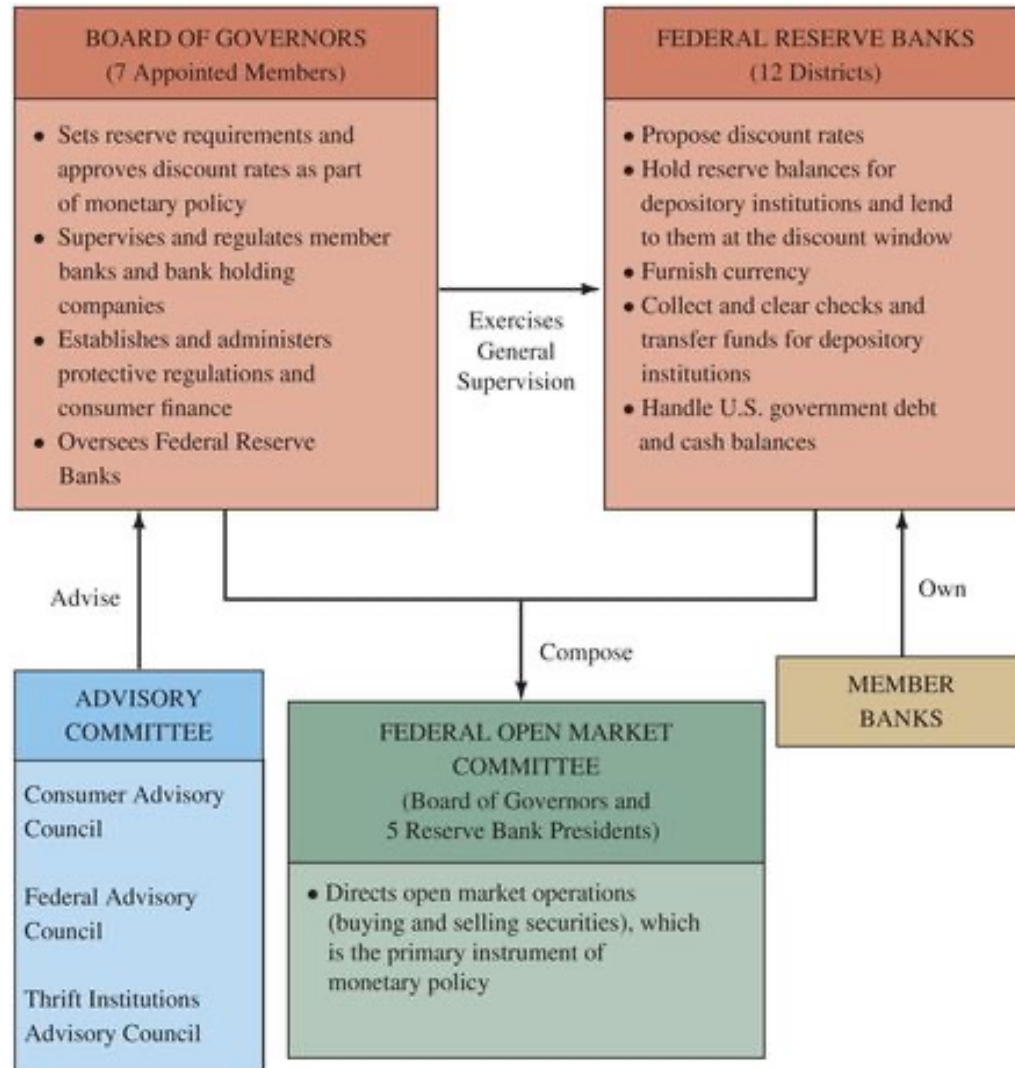 BOARD OF GOVERNORS
(7 Appointed Members)
• Sets reserve requirements and
approves discount rates as part
of monetary policy
• Supervises and regulates member
banks and bank holding
companies
• Establishes and administers
protective regulations and
consumer finance
• Oversees Federal Reserve
Banks
Exercises
General
Supervision
FEDERAL RESERVE BANKS
(12 Districts)
• Propose discount rates
• Hold reserve balances for
depository institutions and lend
to them at the discount window
• Furnish currency
• Collect and clear checks and
transfer funds for depository
institutions
• Handle U.S. government debt
and cash balances
Advise
Compose
Own
ADVISORY
COMMITTEE
Consumer Advisory
Council
Federal Advisory
Council
Thrift Institutions
Advisory Council
FEDERAL OPEN MARKET
COMMITTEE
(Board of Governors and
5 Reserve Bank Presidents)
• Directs open market operations
(buying and selling securities), which
is the primary instrument of
monetary policy
MEMBER
BANKS